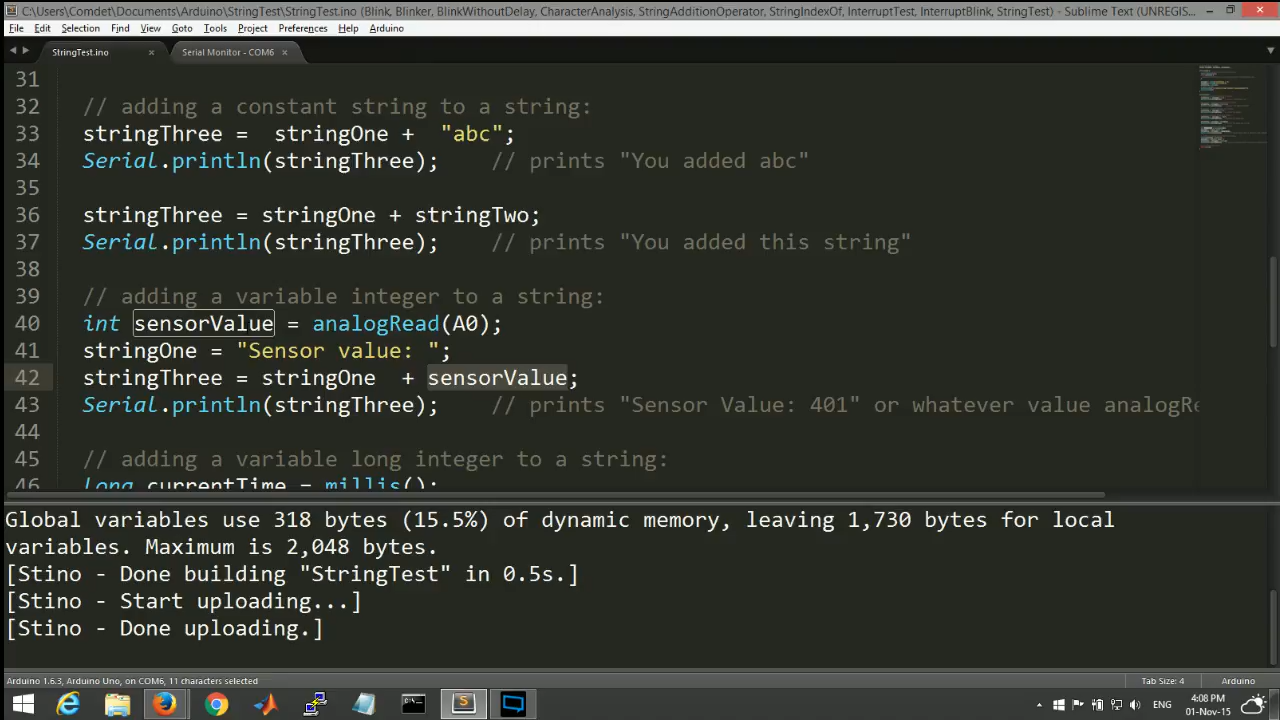 C:\Users\Comdet\Documents\Arduino\StringTest\StringTest.ino (Blink, Blinker, BlinkWithoutDelay, CharacterAnalysis, StringAdditionOperator, StringIndexOf, InterruptTest, InterruptBlink, StringTest) - Sublime Text (UNREGIS...
File Edit Selection Find View Goto Tools Project Preferences Help Arduino
StringTest.ino × Serial Monitor - COM6 ×
31
32 // adding a constant string to a string:
33 stringThree =  stringOne +  "abc";
34 Serial.println(stringThree);    // prints "You added abc"
35
36 stringThree = stringOne + stringTwo;
37 Serial.println(stringThree);    // prints "You added this string"
38
39 // adding a variable integer to a string:
40 int sensorValue = analogRead(A0);
41 stringOne = "Sensor value: ";
42 stringThree = stringOne  + sensorValue;
43 Serial.println(stringThree);    // prints "Sensor Value: 401" or whatever value analogRe
44
45 // adding a variable long integer to a string:
46 long currentTime = millis();
Global variables use 318 bytes (15.5%) of dynamic memory, leaving 1,730 bytes for local
variables. Maximum is 2,048 bytes.
[Stino - Done building "StringTest" in 0.5s.]
[Stino - Start uploading...]
[Stino - Done uploading.]
Arduino 1.6.3, Arduino Uno, on COM6, 11 characters selected Tab Size: 4 Arduino
ENG 4:08 PM
01-Nov-15